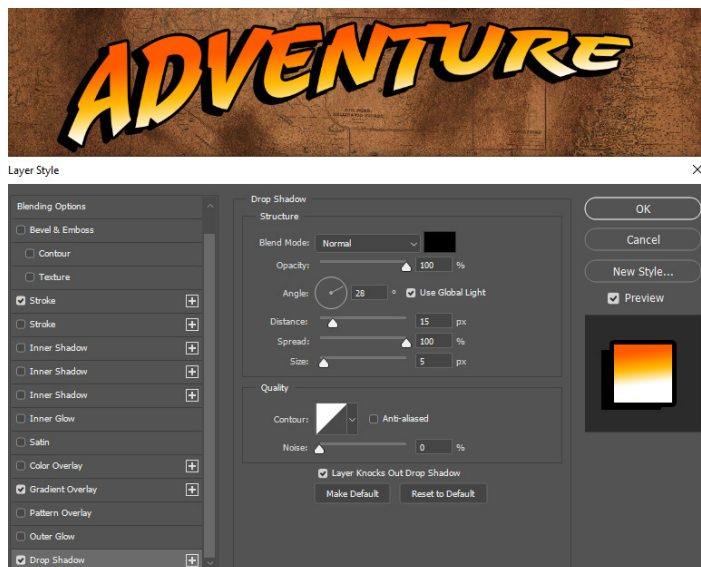 ADVENTURE
Layer Style
Blending Options
Bevel & Emboss
Contour
Texture
Stroke
Stroke
Inner Shadow
Inner Shadow
Inner Shadow
Inner Glow
Satin
Color Overlay
Gradient Overlay
Pattern Overlay
Outer Glow
Drop Shadow
Drop Shadow
Structure
Blend Mode: Normal
Opacity: 100 %
Angle: 28 ° Use Global Light
Distance: 15 px
Spread: 100 %
Size: 5 px
Quality
Contour: Anti-aliased
Noise: 0 %
Layer Knocks Out Drop Shadow
Make Default Reset to Default
OK
Cancel
New Style...
Preview